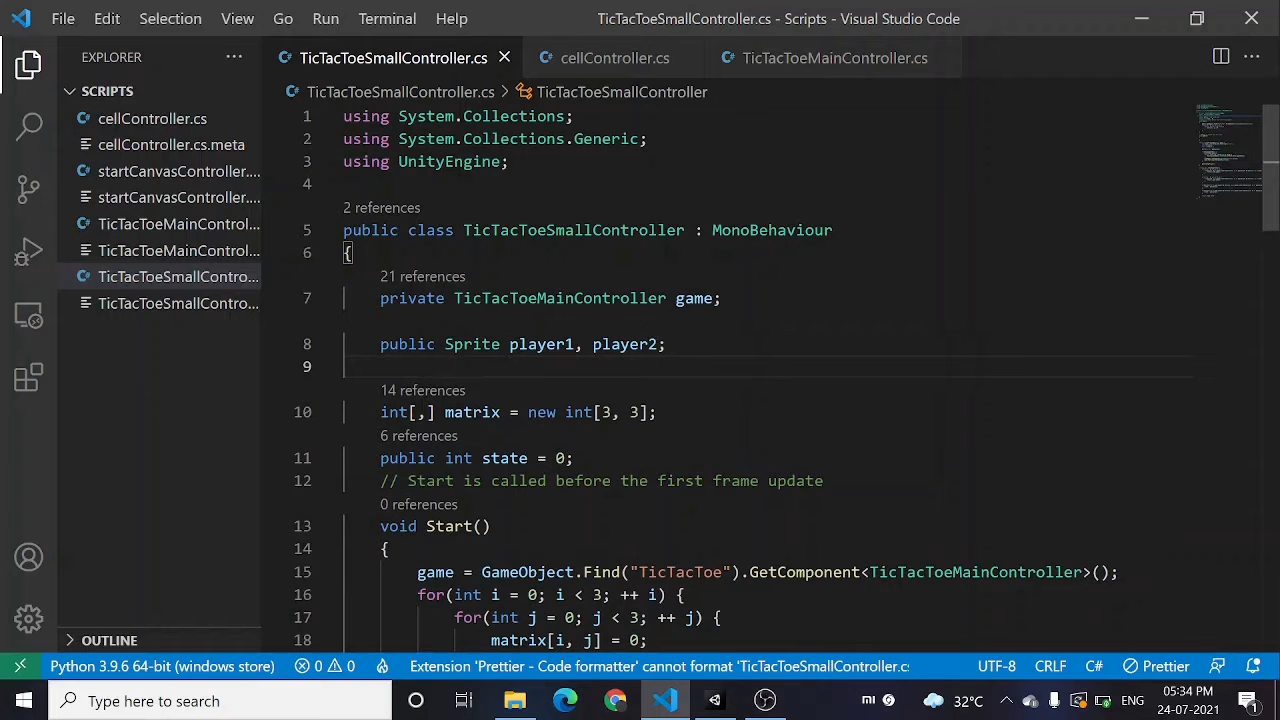 File Edit Selection View Go Run Terminal Help TicTacToeSmallController.cs - Scripts - Visual Studio Code
EXPLORER ...
TicTacToeSmallController.cs cellController.cs TicTacToeMainController.cs
SCRIPTS
TicTacToeSmallController.cs > TicTacToeSmallController
cellController.cs
cellController.cs.meta
startCanvasController....
startCanvasController....
TicTacToeMainControl...
TicTacToeMainControl...
TicTacToeSmallContro...
TicTacToeSmallContro...
OUTLINE
1 using System.Collections;
2 using System.Collections.Generic;
3 using UnityEngine;
4
2 references
5 public class TicTacToeSmallController : MonoBehaviour
6 {
21 references
7 private TicTacToeMainController game;
8 public Sprite player1, player2;
9
14 references
10 int[,] matrix = new int[3, 3];
6 references
11 public int state = 0;
12 // Start is called before the first frame update
0 references
13 void Start()
14 {
15 game = GameObject.Find("TicTacToe").GetComponent<TicTacToeMainController>();
16 for(int i = 0; i < 3; ++ i) {
17 for(int j = 0; j < 3; ++ j) {
18 matrix[i, j] = 0;
Python 3.9.6 64-bit (windows store) 0 0 Extension 'Prettier - Code formatter' cannot format 'TicTacToeSmallController.cs UTF-8 CRLF C# Prettier
Type here to search mi 32°C ENG 05:34 PM
24-07-2021 1